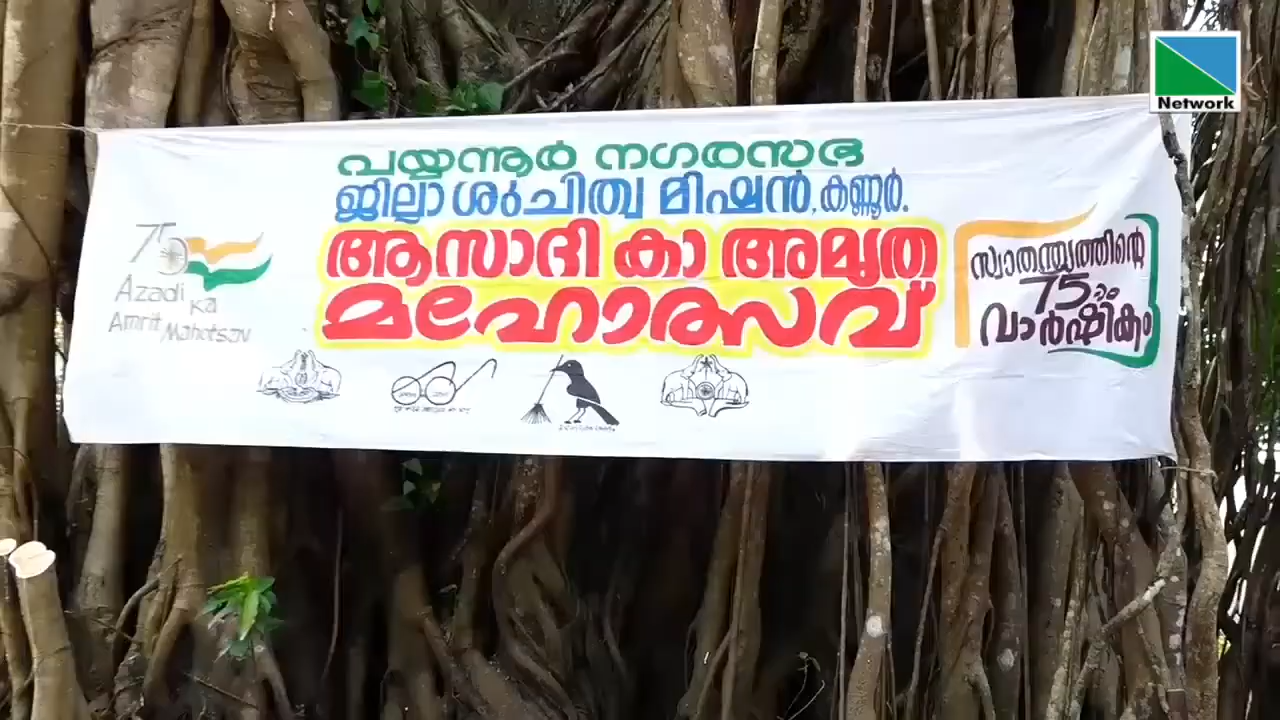 Network
പയ്യന്നൂർ നഗരസഭ
ജില്ലാ ശുചിത്വ മിഷൻ, കണ്ണൂർ.
ആസാദി കാ അമൃത
മഹോത്സവ്
75
Azadi
Ka
Amrit Mahotsav
സ്വാതന്ത്ര്യത്തിന്റെ
75ാം
വാർഷികം